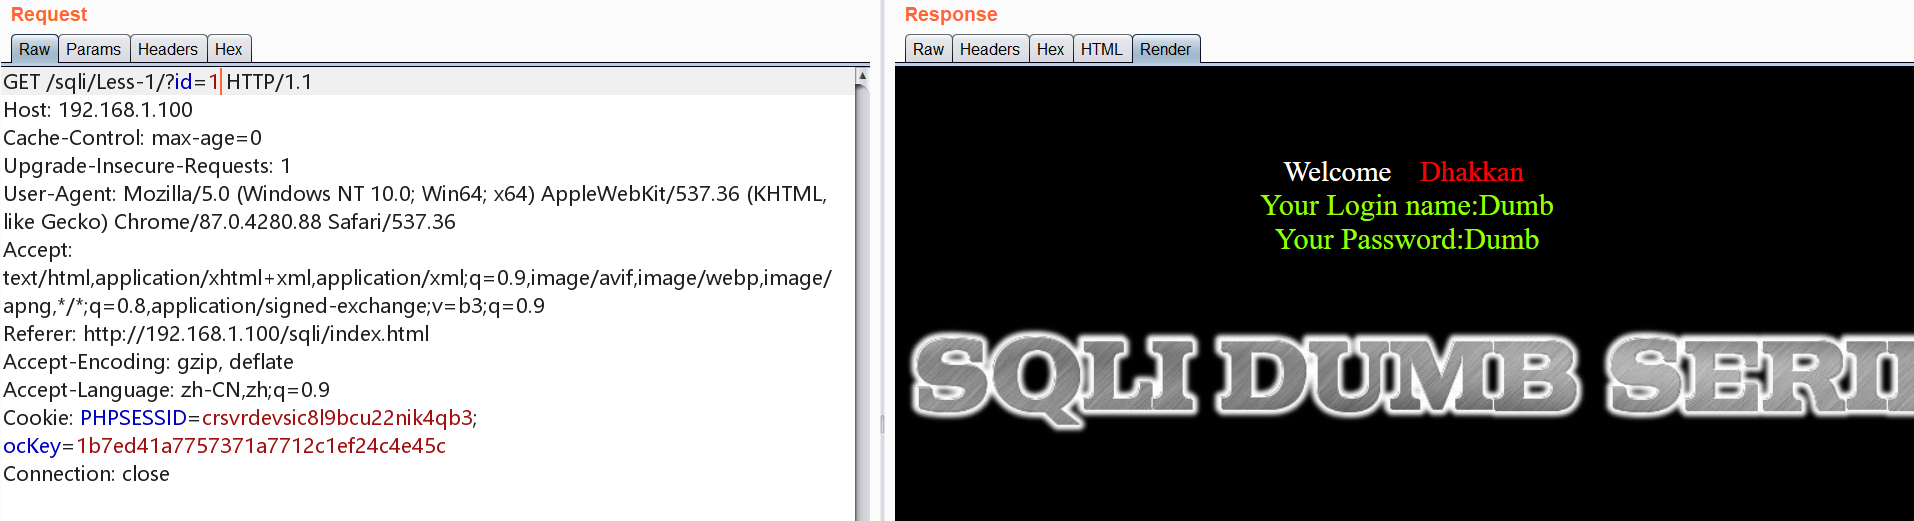 Request
Raw Params Headers Hex
GET /sqli/Less-1/?id=1 HTTP/1.1
Host: 192.168.1.100
Cache-Control: max-age=0
Upgrade-Insecure-Requests: 1
User-Agent: Mozilla/5.0 (Windows NT 10.0; Win64; x64) AppleWebKit/537.36 (KHTML,
like Gecko) Chrome/87.0.4280.88 Safari/537.36
Accept:
text/html,application/xhtml+xml,application/xml;q=0.9,image/avif,image/webp,image/
apng,*/*;q=0.8,application/signed-exchange;v=b3;q=0.9
Referer: http://192.168.1.100/sqli/index.html
Accept-Encoding: gzip, deflate
Accept-Language: zh-CN,zh;q=0.9
Cookie: PHPSESSID=crsvrdevsic8l9bcu22nik4qb3;
ocKey=1b7ed41a7757371a7712c1ef24c4e45c
Connection: close
Response
Raw Headers Hex HTML Render
Welcome Dhakkan
Your Login name:Dumb
Your Password:Dumb
SQLI DUMB SERI